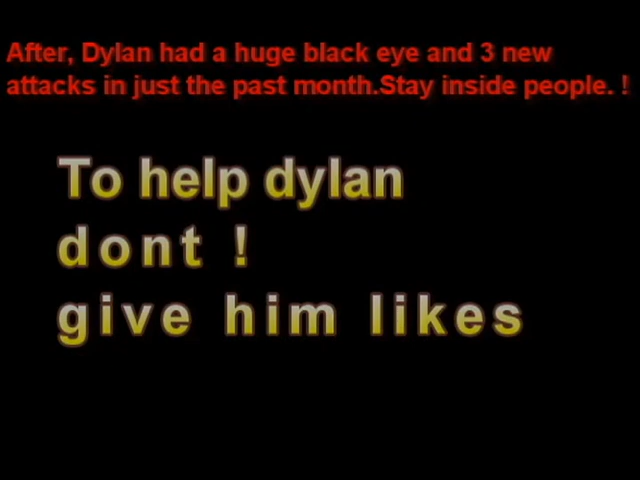 After, Dylan had a huge black eye and 3 new
attacks in just the past month.Stay inside people. !
To help dylan
dont !
give him likes